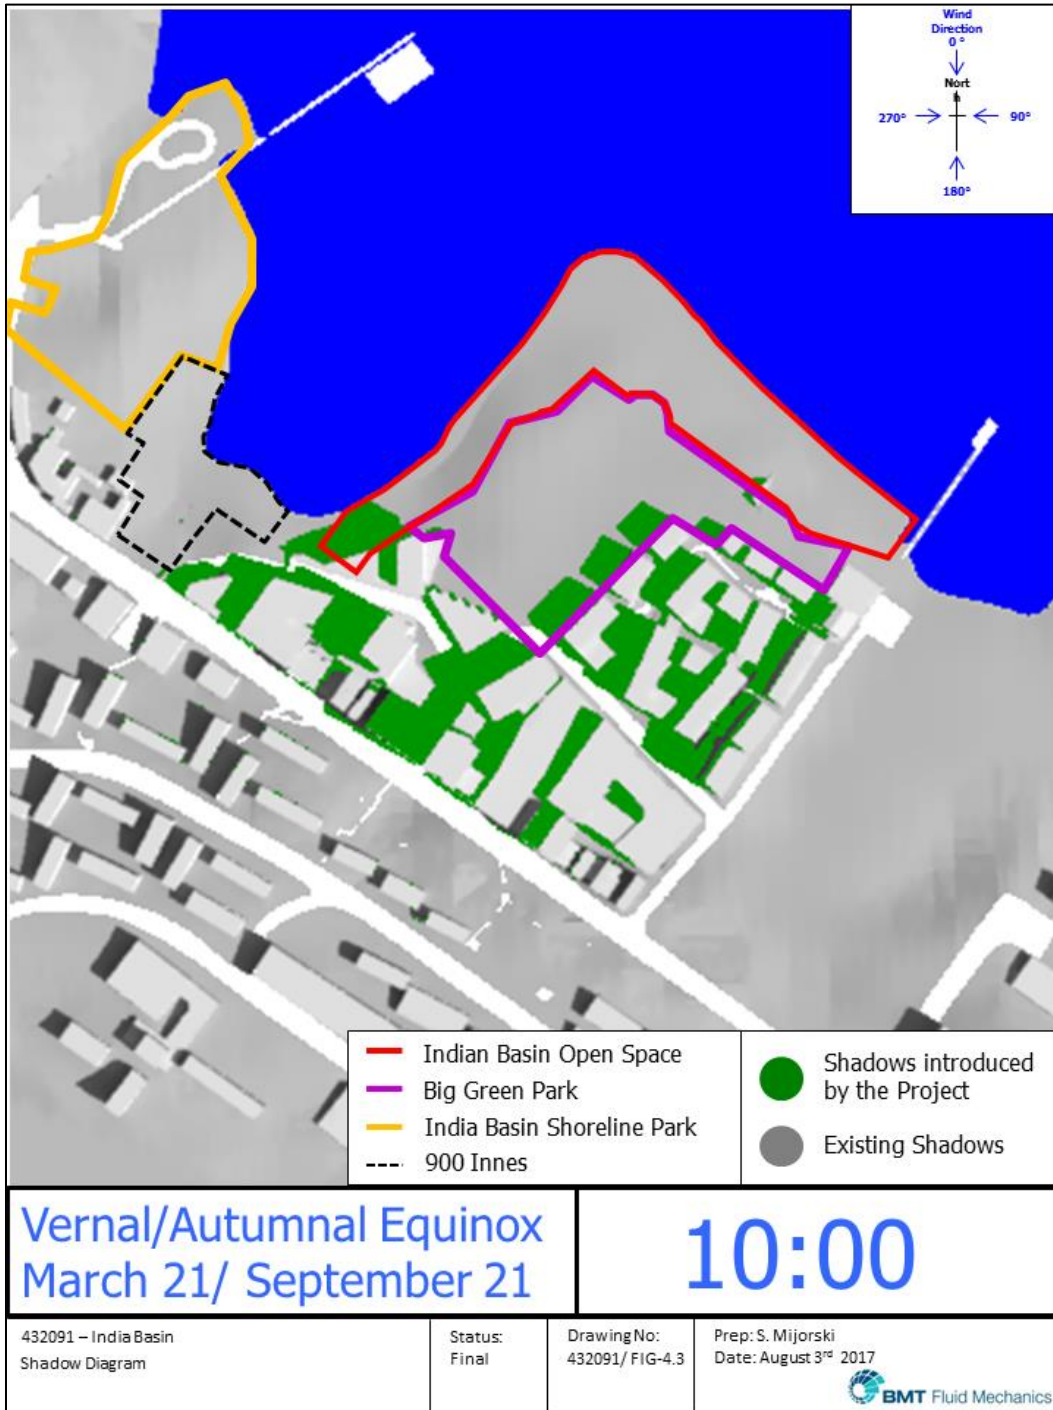 Wind
Direction
0 °
Nort
h
270°
90°
180°
Indian Basin Open Space
Big Green Park
India Basin Shoreline Park
900 Innes
Shadows introduced
by the Project
Existing Shadows
Vernal/Autumnal Equinox
March 21/ September 21
10:00
432091 – India Basin
Shadow Diagram
Status:
Final
Drawing No:
432091/ FIG-4.3
Prep: S. Mijorski
Date: August 3rd 2017
BMT Fluid Mechanics